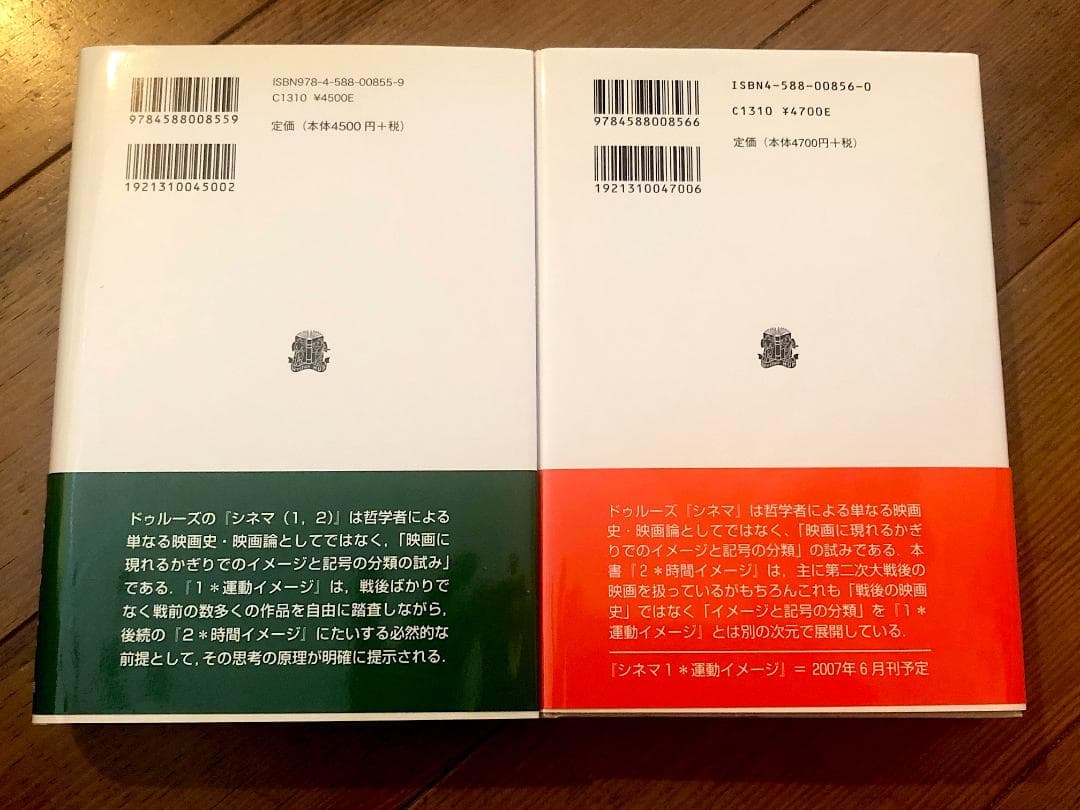 ISBN978-4-588-00855-9
C1310 ¥4500E
9784588008559
定価（本体4500円＋税）
1921310045002
ドゥルーズの『シネマ（1，2）』は哲学者による
単なる映画史・映画論としてではなく，「映画に
現れるかぎりでのイメージと記号の分類の試み」
である．『1＊運動イメージ』は，戦後ばかりで
なく戦前の数多くの作品を自由に踏査しながら，
後続の『2＊時間イメージ』にたいする必然的な
前提として，その思考の原理が明確に提示される．
ISBN4-588-00856-0
C1310 ¥4700E
9784588008566
定価（本体4700円＋税）
1921310047006
ドゥルーズ『シネマ』は哲学者による単なる映画
史・映画論としてではなく、「映画に現れるかぎ
りでのイメージと記号の分類」の試みである．本
書『2＊時間イメージ』は，主に第二次大戦後の
映画を扱っているがもちろんこれも「戦後の映画
史」ではなく「イメージと記号の分類」を『1＊
運動イメージ』とは別の次元で展開している．
『シネマ1＊運動イメージ』＝2007年6月刊予定